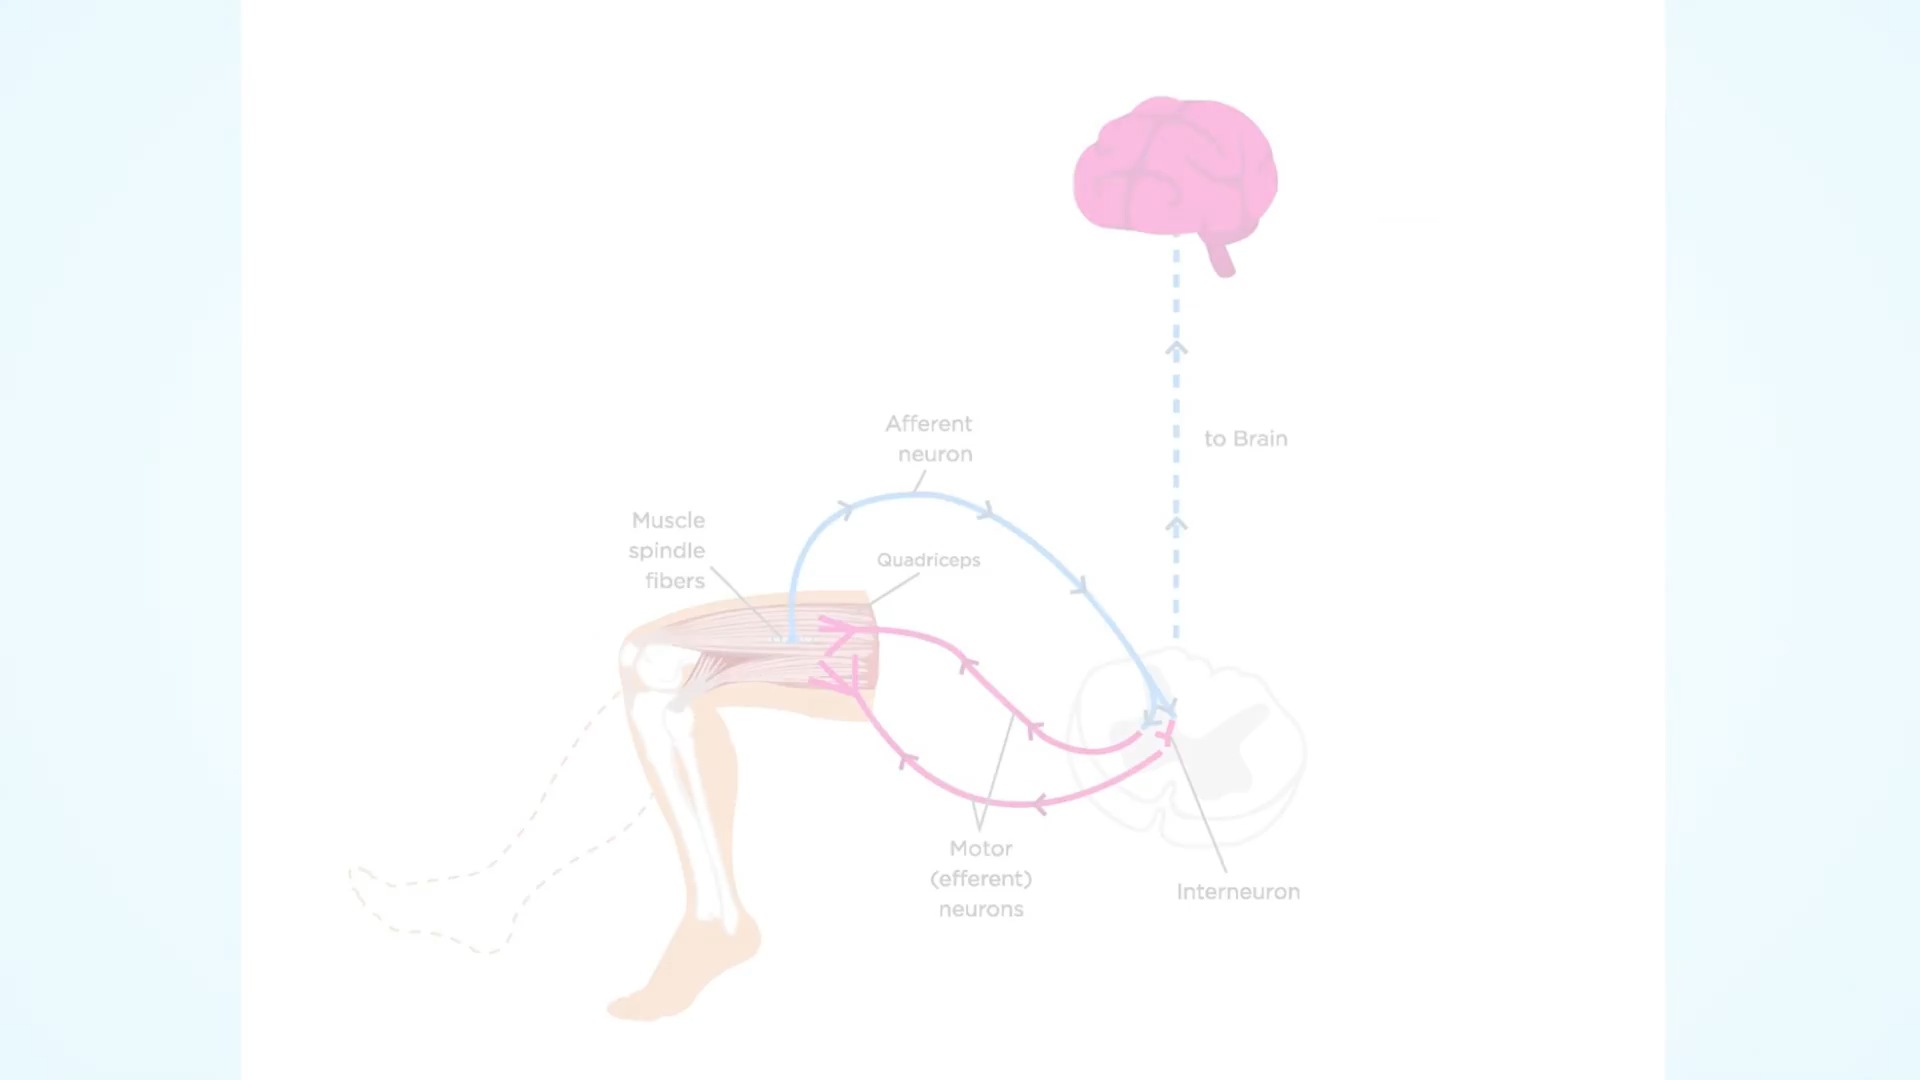 Afferent
neuron
to Brain
Muscle
spindle
fibers
Quadriceps
Motor
(efferent)
neurons
Interneuron